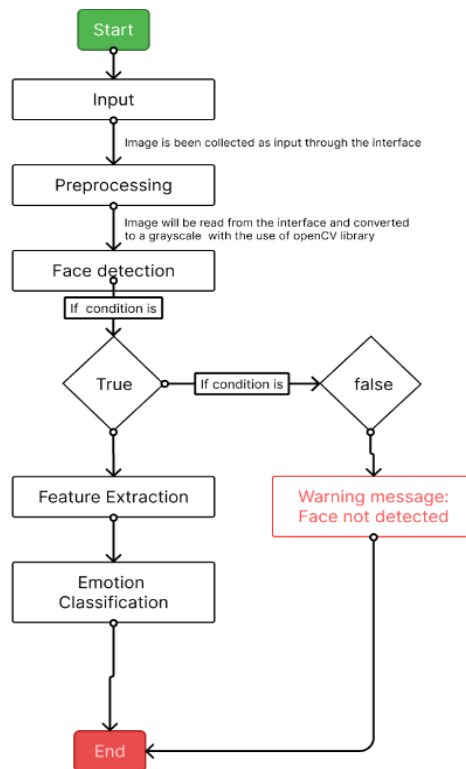 Start
Input
Image is been collected as input through the interface
Preprocessing
Image will be read from the interface and converted
to a grayscale with the use of openCV library
Face detection
If condition is
True
If condition is
false
Feature Extraction
Warning message:
Face not detected
Emotion
Classification
End